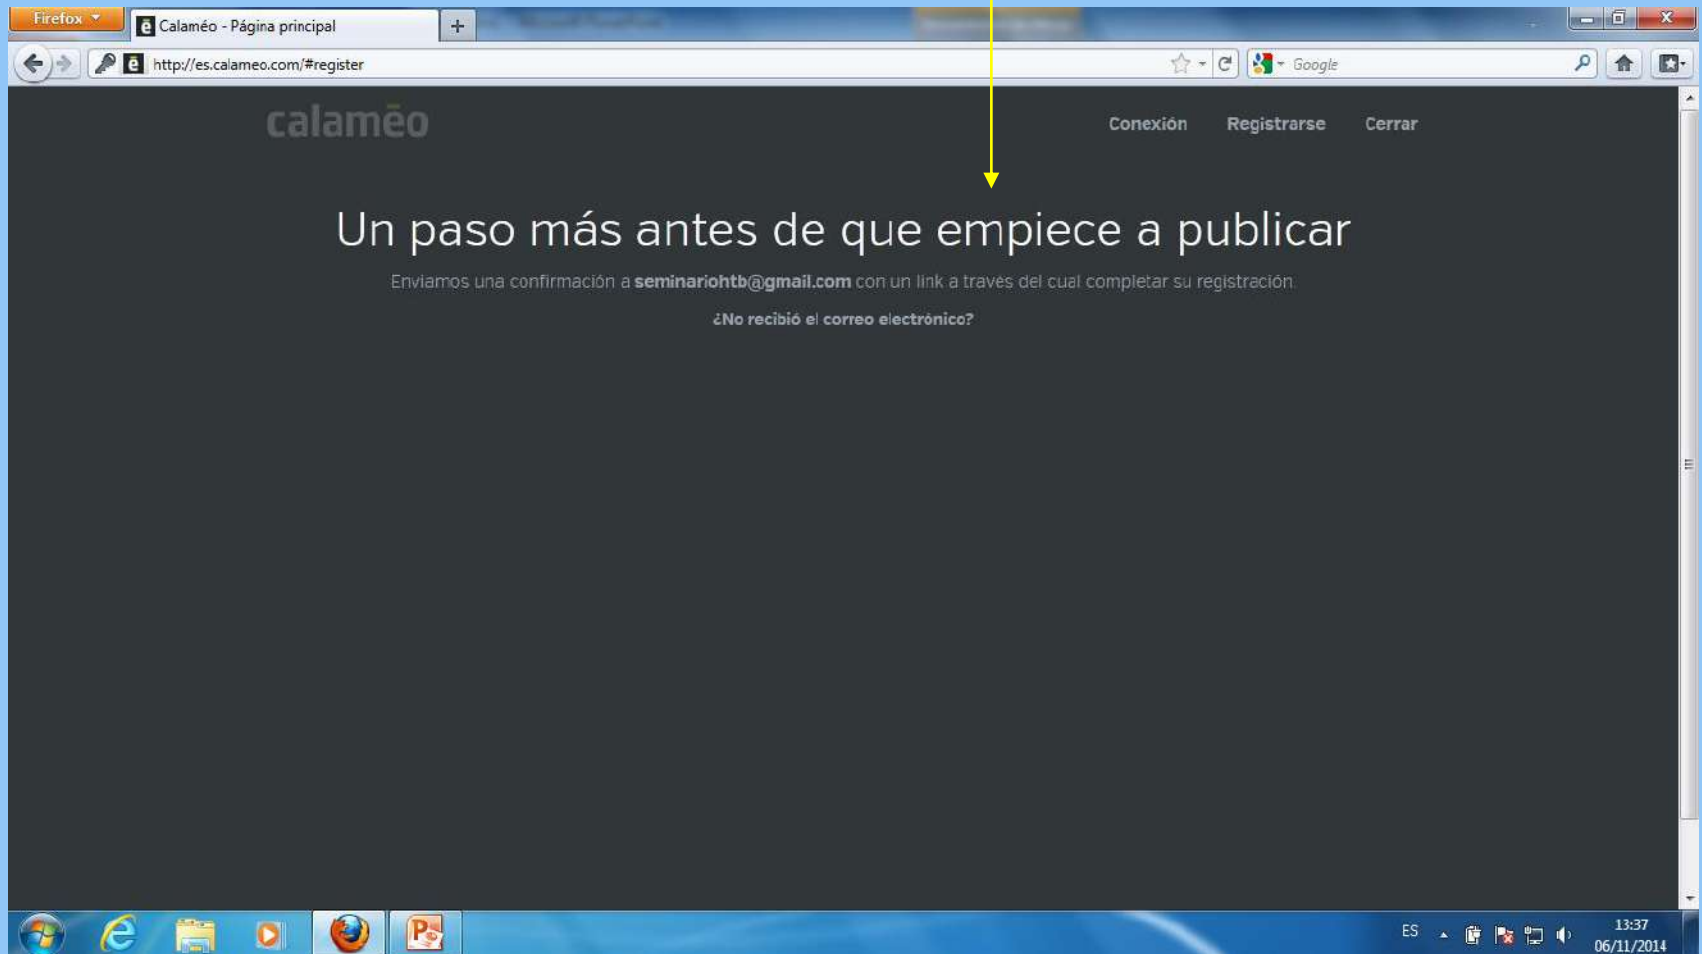 Firefox
Calaméo - Página principal
http://es.calameo.com/#register
Google
calamēo
Conexión Registrarse Cerrar
Un paso más antes de que empiece a publicar
Enviamos una confirmación a seminariohtb@gmail.com con un link a través del cual completar su registración.
¿No recibió el correo electrónico?
ES
13:37
06/11/2014